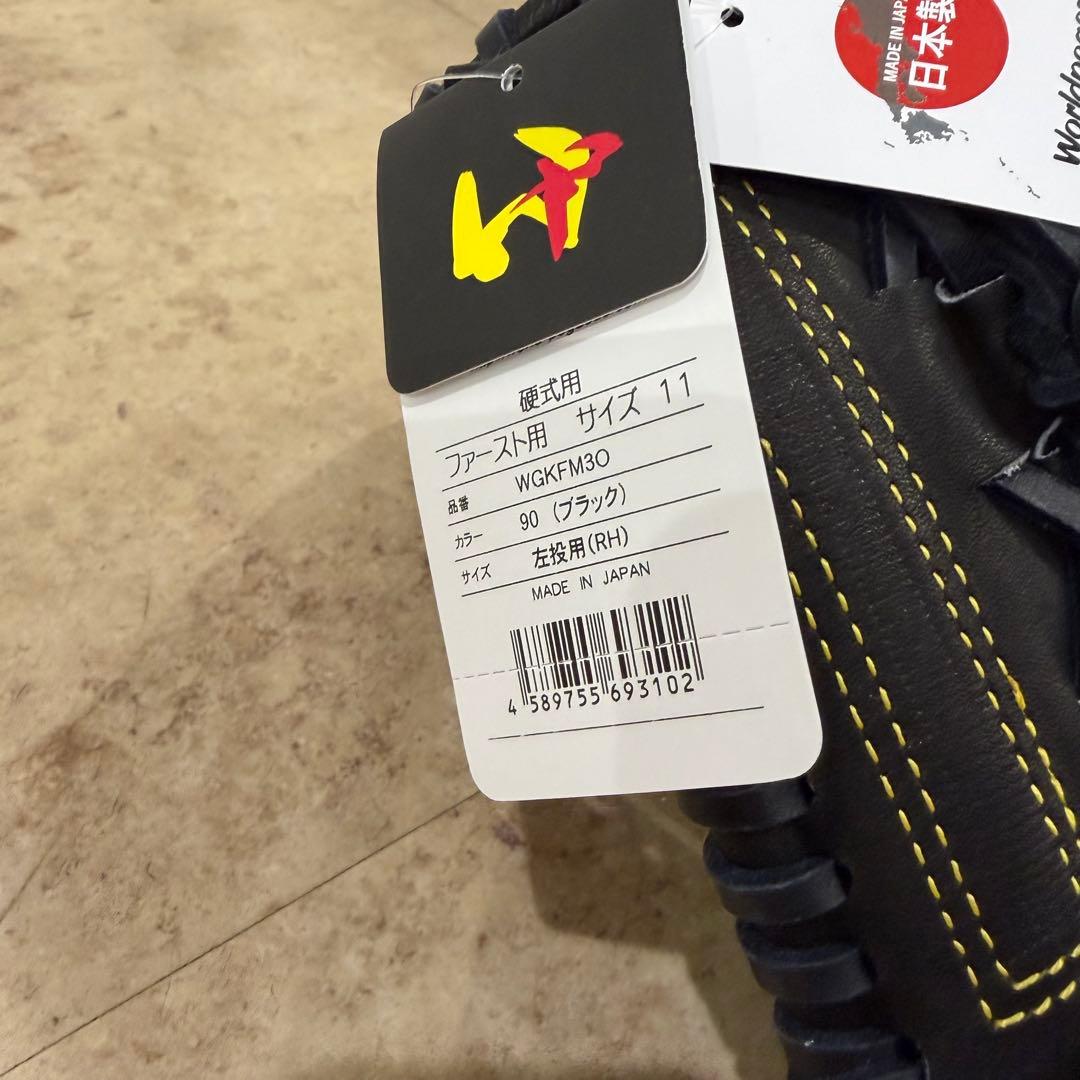 MADE IN JAPAN
日本製
硬式用
ファースト用 サイズ 11
品番 WGKFM3O
カラー 90 (ブラック)
サイズ 左投用(RH)
MADE IN JAPAN
4 589755 693102